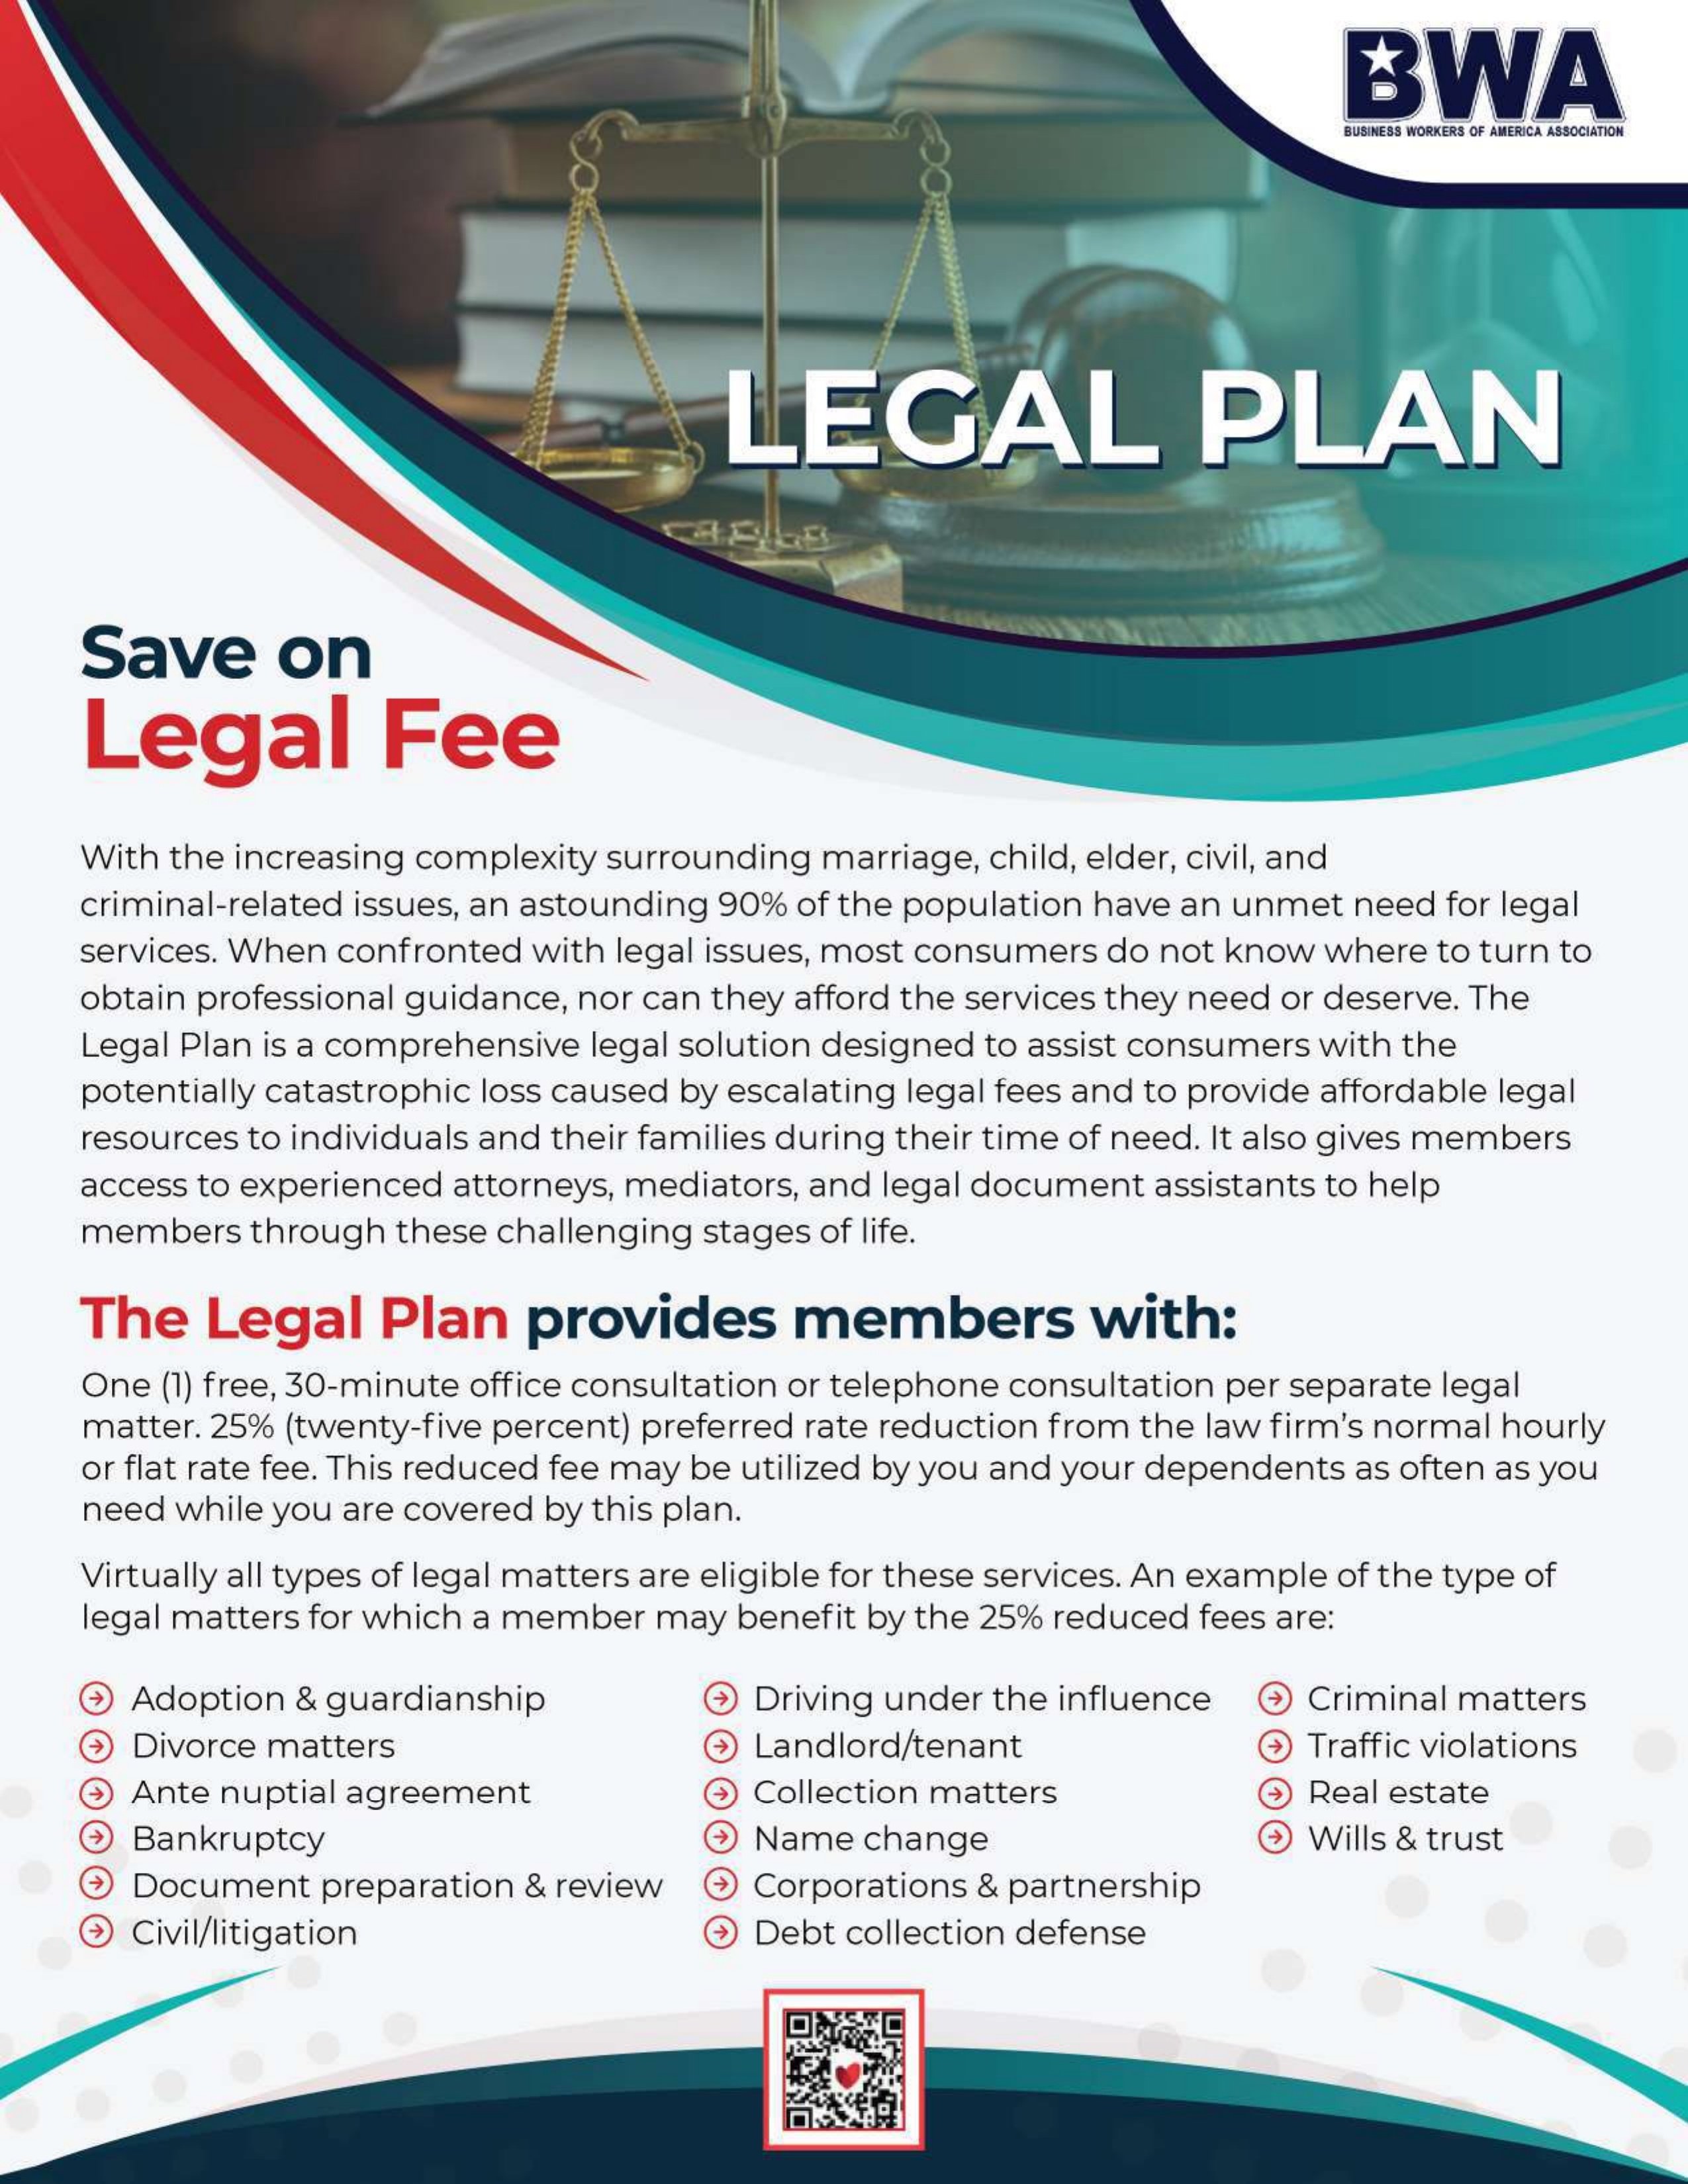 BWA
BUSINESS WORKERS OF AMERICA ASSOCIATION
LEGAL PLAN
Save on
Legal Fee
With the increasing complexity surrounding marriage, child, elder, civil, and
criminal-related issues, an astounding 90% of the population have an unmet need for legal
services. When confronted with legal issues, most consumers do not know where to turn to
obtain professional guidance, nor can they afford the services they need or deserve. The
Legal Plan is a comprehensive legal solution designed to assist consumers with the
potentially catastrophic loss caused by escalating legal fees and to provide affordable legal
resources to individuals and their families during their time of need. It also gives members
access to experienced attorneys, mediators, and legal document assistants to help
members through these challenging stages of life.
The Legal Plan provides members with:
One (1) free, 30-minute office consultation or telephone consultation per separate legal
matter. 25% (twenty-five percent) preferred rate reduction from the law firm's normal hourly
or flat rate fee. This reduced fee may be utilized by you and your dependents as often as you
need while you are covered by this plan.
Virtually all types of legal matters are eligible for these services. An example of the type of
legal matters for which a member may benefit by the 25% reduced fees are:
Adoption & guardianship
Divorce matters
Ante nuptial agreement
Bankruptcy
Document preparation & review
Civil/litigation
Driving under the influence
Landlord/tenant
Collection matters
Name change
Corporations & partnership
Debt collection defense
Criminal matters
Traffic violations
Real estate
Wills & trust